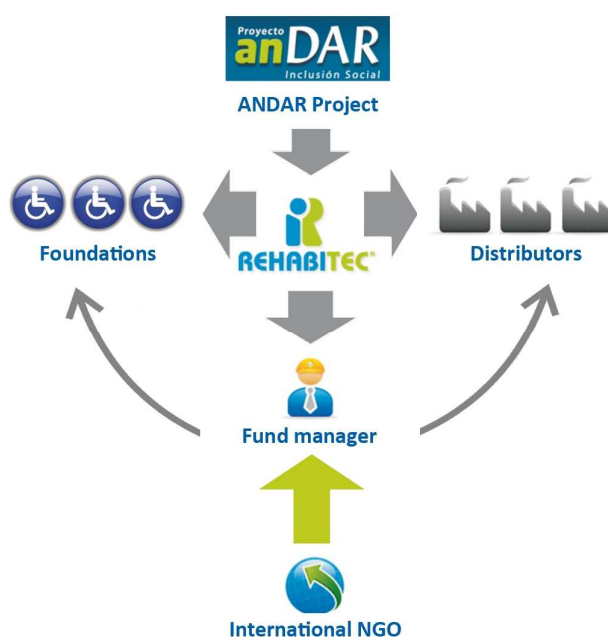 Proyecto
anDAR
Inclusión Social
ANDAR Project
Foundations
REHABITEC®
Distributors
Fund manager
International NGO